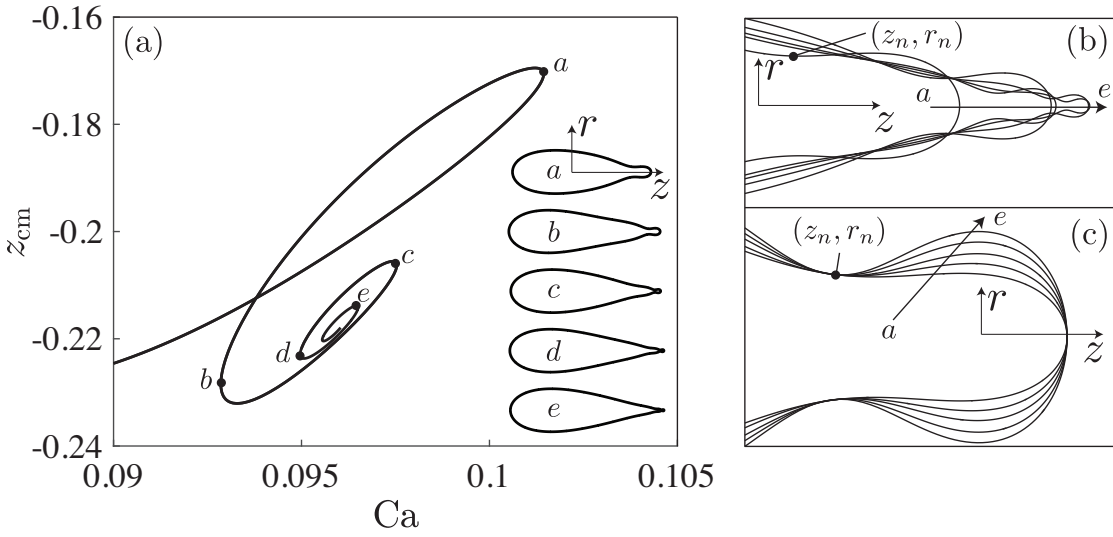 (a)
-0.16
-0.18
-0.2
-0.22
-0.24
z_cm
0.09
0.095
0.1
0.105
Ca
a
b
c
d
e
r
z
a
b
c
d
e
(b)
(z_n, r_n)
r
z
a
e
(c)
(z_n, r_n)
e
a
r
z